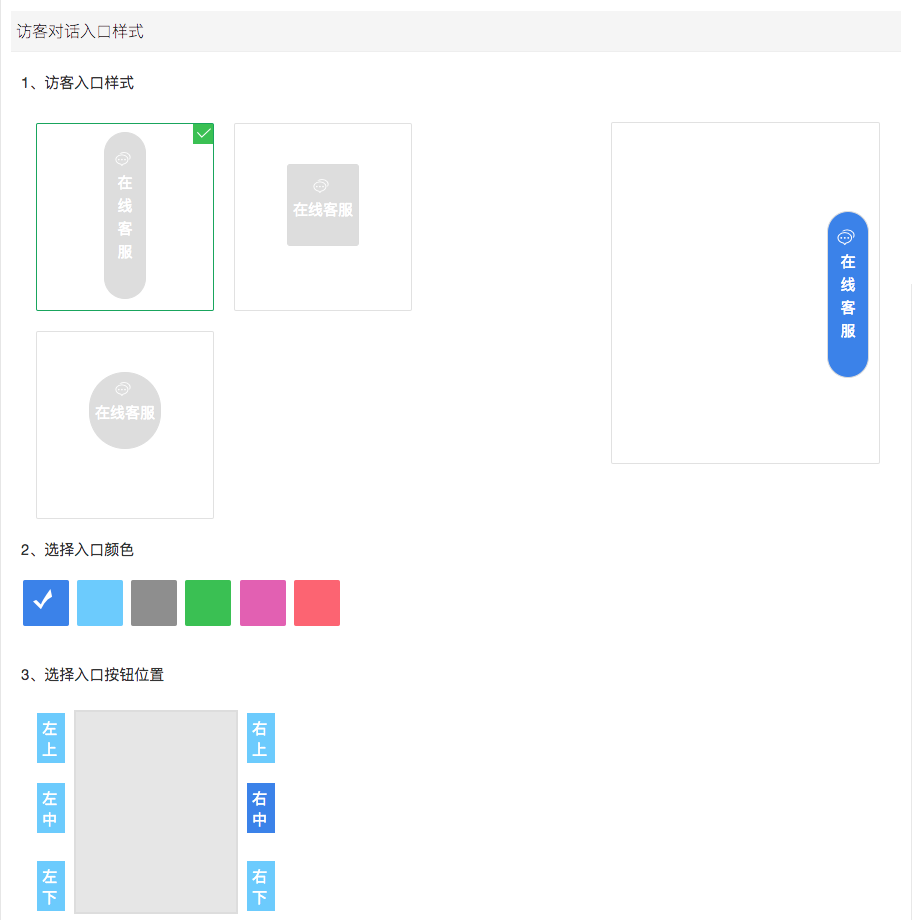 访客对话入口样式
1、访客入口样式
在
线
客
服
在线客服
在
线
客
服
在线客服
2、选择入口颜色
3、选择入口按钮位置
左
上
右
上
左
中
右
中
左
下
右
下